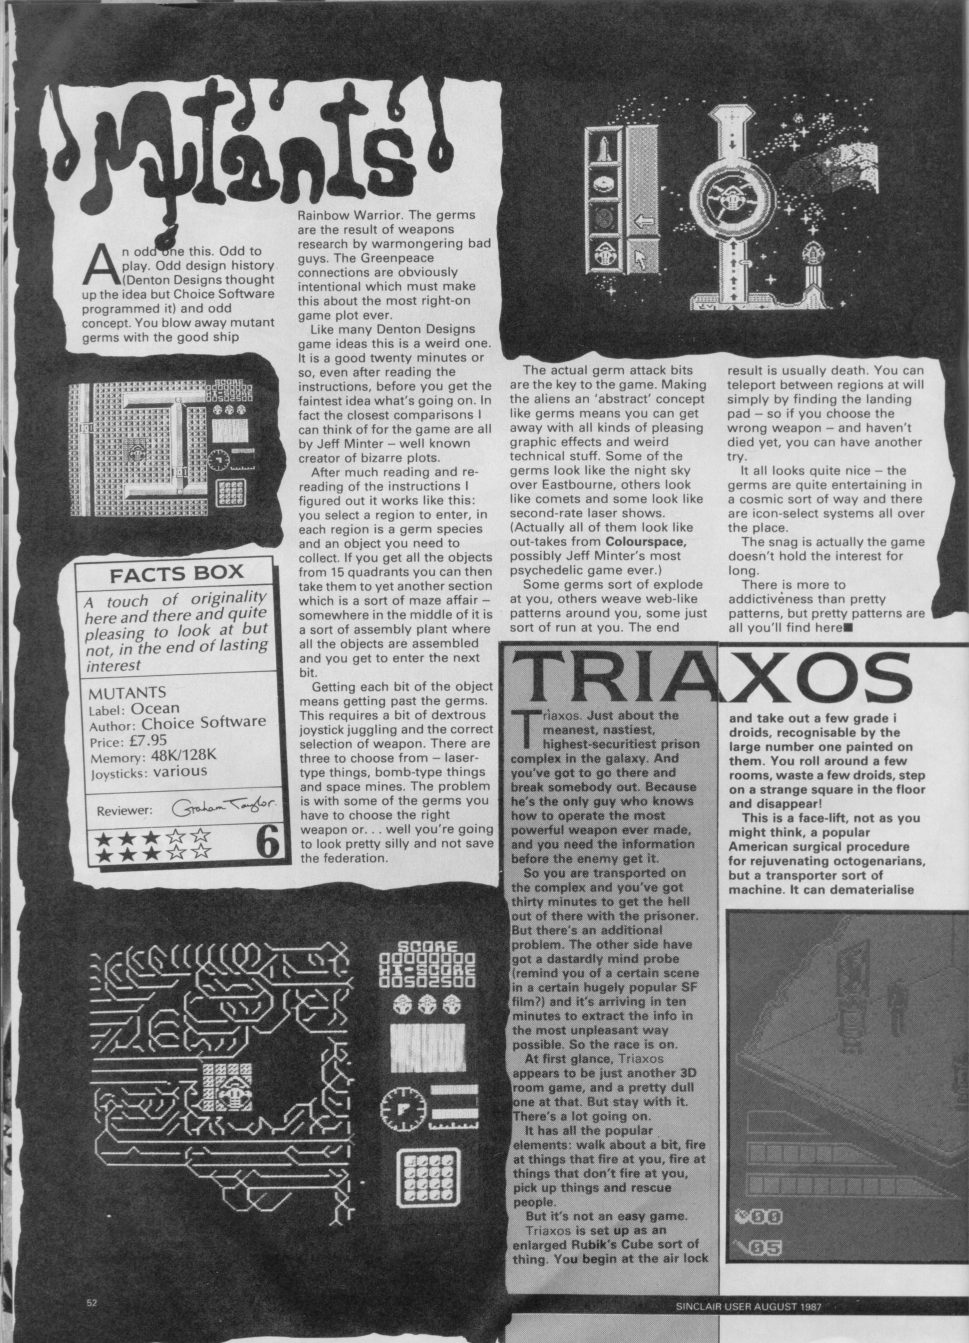 Mutants
An odd one this. Odd to
play. Odd design history
(Denton Designs thought
up the idea but Choice Software
programmed it) and odd
concept. You blow away mutant
germs with the good ship
Rainbow Warrior. The germs
are the result of weapons
research by warmongering bad
guys. The Greenpeace
connections are obviously
intentional which must make
this about the most right-on
game plot ever.
Like many Denton Designs
game ideas this is a weird one.
It is a good twenty minutes or
so, even after reading the
instructions, before you get the
faintest idea what's going on. In
fact the closest comparisons I
can think of for the game are all
by Jeff Minter – well known
creator of bizarre plots.
After much reading and re-
reading of the instructions I
figured out it works like this:
you select a region to enter, in
each region is a germ species
and an object you need to
collect. If you get all the objects
from 15 quadrants you can then
take them to yet another section
which is a sort of maze affair –
somewhere in the middle of it is
a sort of assembly plant where
all the objects are assembled
and you get to enter the next
bit.
Getting each bit of the object
means getting past the germs.
This requires a bit of dextrous
joystick juggling and the correct
selection of weapon. There are
three to choose from – laser-
type things, bomb-type things
and space mines. The problem
is with some of the germs you
have to choose the right
weapon or. . . well you're going
to look pretty silly and not save
the federation.
The actual germ attack bits
are the key to the game. Making
the aliens an 'abstract' concept
like germs means you can get
away with all kinds of pleasing
graphic effects and weird
technical stuff. Some of the
germs look like the night sky
over Eastbourne, others look
like comets and some look like
second-rate laser shows.
(Actually all of them look like
out-takes from Colourspace,
possibly Jeff Minter's most
psychedelic game ever.)
Some germs sort of explode
at you, others weave web-like
patterns around you, some just
sort of run at you. The end
result is usually death. You can
teleport between regions at will
simply by finding the landing
pad – so if you choose the
wrong weapon – and haven't
died yet, you can have another
try.
It all looks quite nice – the
germs are quite entertaining in
a cosmic sort of way and there
are icon-select systems all over
the place.
The snag is actually the game
doesn't hold the interest for
long.
There is more to
addictiveness than pretty
patterns, but pretty patterns are
all you'll find here■
FACTS BOX
A touch of originality
here and there and quite
pleasing to look at but
not, in the end of lasting
interest
MUTANTS
Label: Ocean
Author: Choice Software
Price: £7.95
Memory: 48K/128K
Joysticks: various
Reviewer: Graham Taylor
★★★☆☆
★★★☆☆ 6
SCORE
0000000
HI-SCORE
00502500
TRIAXOS
Triaxos. Just about the
meanest, nastiest,
highest-securitiest prison
complex in the galaxy. And
you've got to go there and
break somebody out. Because
he's the only guy who knows
how to operate the most
powerful weapon ever made,
and you need the information
before the enemy get it.
So you are transported on
the complex and you've got
thirty minutes to get the hell
out of there with the prisoner.
But there's an additional
problem. The other side have
got a dastardly mind probe
(remind you of a certain scene
in a certain hugely popular SF
film?) and it's arriving in ten
minutes to extract the info in
the most unpleasant way
possible. So the race is on.
At first glance, Triaxos
appears to be just another 3D
room game, and a pretty dull
one at that. But stay with it.
There's a lot going on.
It has all the popular
elements: walk about a bit, fire
at things that fire at you, fire at
things that don't fire at you,
pick up things and rescue
people.
But it's not an easy game.
Triaxos is set up as an
enlarged Rubik's Cube sort of
thing. You begin at the air lock
and take out a few grade i
droids, recognisable by the
large number one painted on
them. You roll around a few
rooms, waste a few droids, step
on a strange square in the floor
and disappear!
This is a face-lift, not as you
might think, a popular
American surgical procedure
for rejuvenating octogenarians,
but a transporter sort of
machine. It can dematerialise
00
05
52
SINCLAIR USER AUGUST 1987